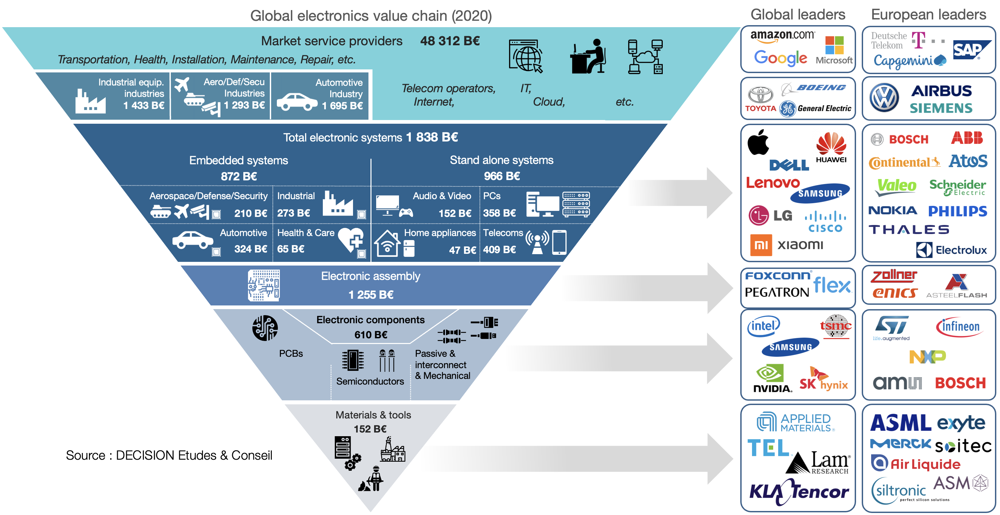 Global electronics value chain (2020)
Global leaders
European leaders
Market service providers 48 312 B€
Transportation, Health, Installation, Maintenance, Repair, etc.
Industrial equip.
industries
1 433 B€
Aero/Def/Secu
Industries
1 293 B€
Automotive
Industry
1 695 B€
Telecom operators, IT,
Internet, Cloud, etc.
Total electronic systems 1 838 B€
Embedded systems
872 B€
Stand alone systems
966 B€
Aerospace/Defense/Security
210 B€
Industrial
273 B€
Audio & Video
152 B€
PCs
358 B€
Automotive
324 B€
Health & Care
65 B€
Home appliances
47 B€
Telecoms
409 B€
Electronic assembly
1 255 B€
Electronic components
610 B€
PCBs
Semiconductors
Passive &
interconnect
& Mechanical
Materials & tools
152 B€
Source : DECISION Etudes & Conseil
amazon.com
Google
Microsoft
Deutsche
Telekom
T
SAP
Capgemini
TOYOTA
BOEING
GE
General Electric
VW
AIRBUS
SIEMENS
HUAWEI
DELL
Lenovo
SAMSUNG
LG LG
CISCO
mi xiaomi
BOSCH
ABB
Continental
Atos
Valeo
Schneider
Electric
NOKIA
PHILIPS
THALES
Electrolux
FOXCONN
flex
PEGATRON
zollner
enics
ASTEELFLASH
intel
tsmc
SAMSUNG
NVIDIA
SK hynix
ST
life.augmented
infineon
NXP
amu
BOSCH
APPLIED
MATERIALS
TEL
Lam
RESEARCH
KLA Tencor
ASML
exyte
MERCK
soitec
Air Liquide
siltronic
perfect silicon solutions
ASM